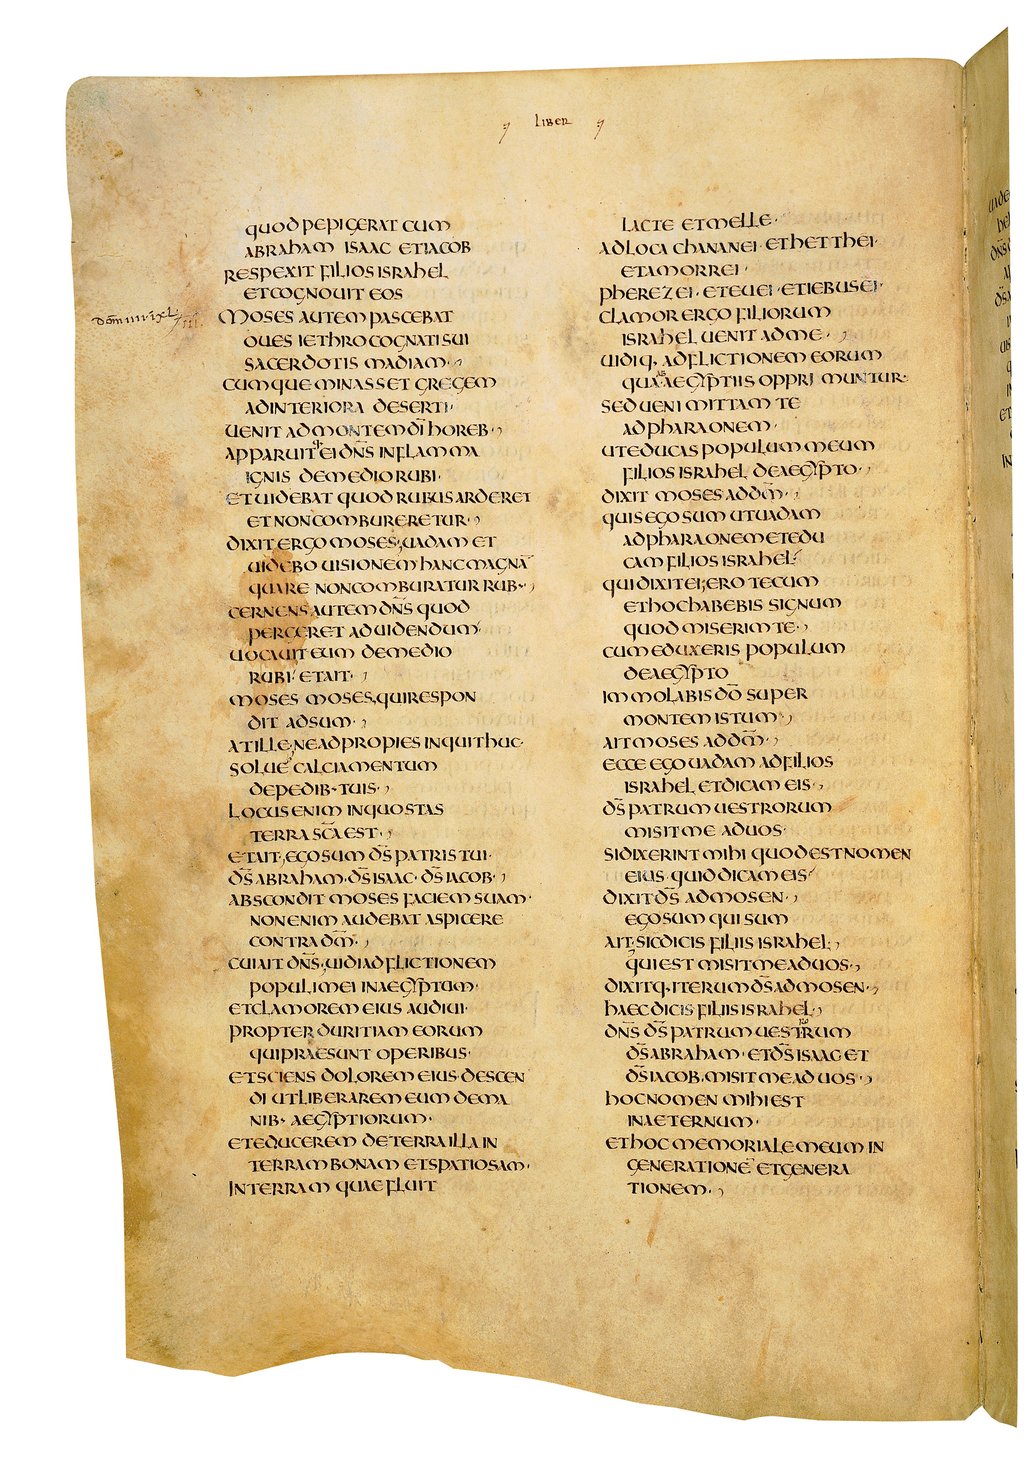 liber
quod pepigerat cum
abraham isaac et iacob
respexit filios israhel
et cognouit eos
moses autem pascebat
oues iethro cognati sui
sacerdotis madiam·,
cumque minasset gregem
ad interiora deserti·
uenit ad montem dī horeb·,
apparuitq; ei dn̄s in flamma
ignis de medio rubi·
et uidebat quod rubus arderet
et non combureretur·,
dixit ergo moses; uadam et
uidebo uisionem hanc magnā
quare non comburatur rub·,
cernens autem dn̄s quod
pergeret ad uidendum
uocauit eum de medio
rubi et ait·,
moses moses, qui respon
dit adsum·,
at ille, ne adpropies inquit huc·
solue calciamentum
de pedib· tuis·,
locus enim in quo stas
terra sc̄a est·,
et ait, ego sum ds̄ patris tui·
ds̄ abraham· ds̄ isaac· ds̄ iacob·,
abscondit moses faciem suam·
non enim audebat aspicere
contra dm̄·,
cui ait dn̄s, uidi adflictionem
populi mei in aegyptum·
et clamorem eius audiui·
propter duritiam eorum
qui praesunt operibus·
et sciens dolorem eius descen
di ut liberarem eum de ma
nib· aegyptiorum·
et educerem de terra illa in
terram bonam et spatiosam·
in terram quae fluit
lacte et melle·
ad loca chananei· et hetthei·
et amorrei·
pherezei· et euei· et iebusei·
clamor ergo filiorum
israhel uenit ad me·,
uidiq· adflictionem eorum
qua ab aegyptiis opprimuntur·
sed ueni mittam te
ad pharaonem·
ut educas populum meum
filios israhel de aegypto·,
dixit moses ad dm̄·,
quis ego sum ut uadam
ad pharaonem et edu
cam filios israhel
qui dixit ei; ero tecum
et hoc habebis signum
quod miserim te·,
cum eduxeris populum
de aegypto
immolabis dō super
montem istum·,
ait moses ad dm̄·,
ecce ego uadam ad filios
israhel et dicam eis·,
ds̄ patrum uestrorum
misit me ad uos·
si dixerint mihi quod est nomen
eius· quid dicam eis
dixit ds̄ ad mosen·,
ego sum qui sum
ait· sic dicis filiis israhel·,
qui est misit me ad uos·,
dixitq· iterum ds̄ ad mosen·,
haec dicis filiis israhel·,
dn̄s ds̄ patrum uestrorum
ds̄ abraham· et ds̄ isaac et
ds̄ iacob· misit me ad uos·,
hoc nomen mihi est
in aeternum·
et hoc memoriale meum in
generatione et genera
tionem·,